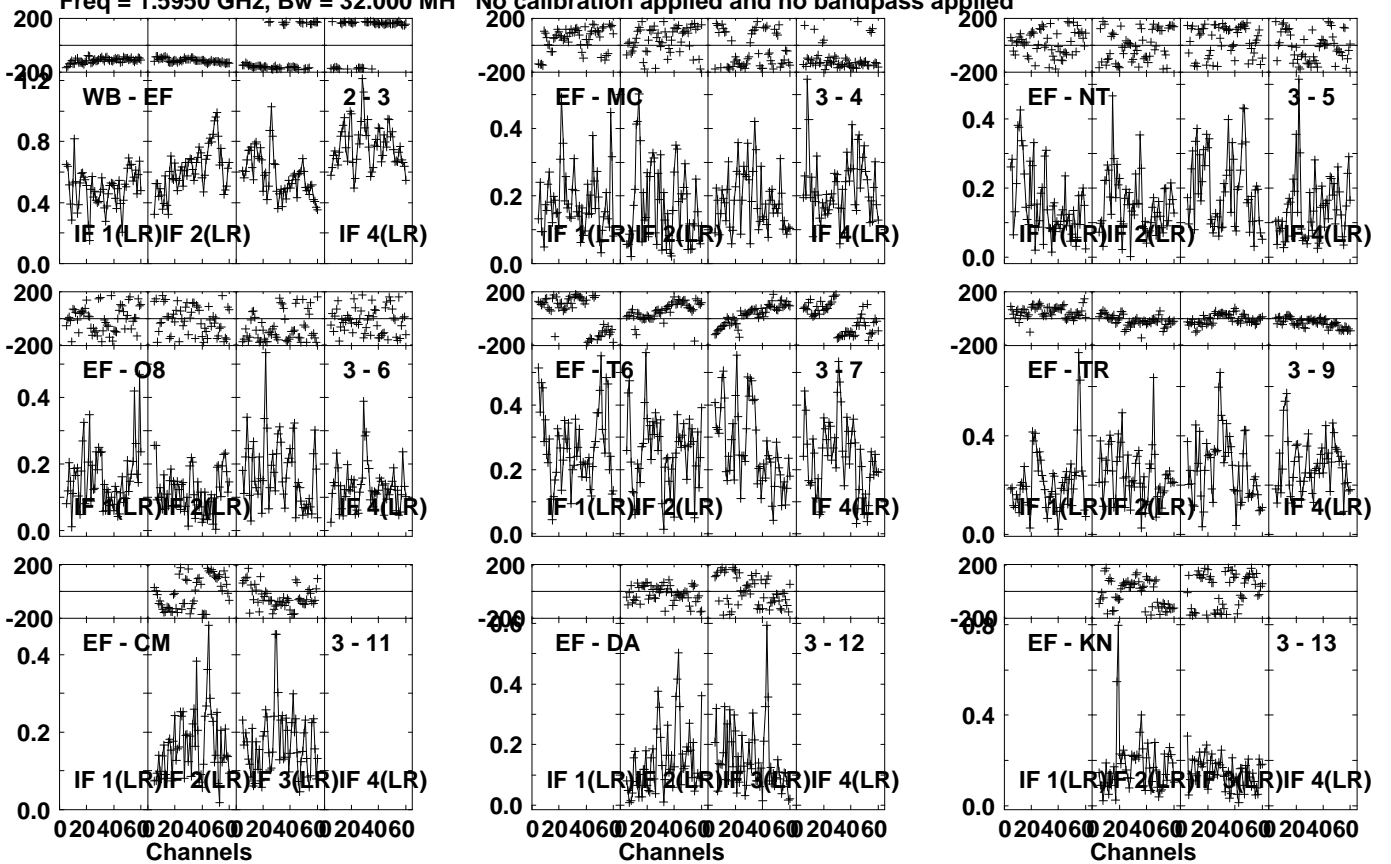 Freq = 1.5950 GHz, Bw = 32.000 MH No calibration applied and no bandpass applied
200 200 200
-200 -200 -200
1.2
WB - EF 2 - 3 EF - MC 3 - 4 EF - NT 3 - 5
0.8 0.4 0.4
0.4 0.2 0.2
IF 1(LR) IF 2(LR) IF 4(LR) IF 1(LR) IF 2(LR) IF 4(LR) IF 1(LR) IF 2(LR) IF 4(LR)
0.0 0.0 0.0
200 200 200
-200 -200 -200
EF - O8 3 - 6 EF - T6 3 - 7 EF - TR 3 - 9
0.4 0.4 0.4
0.2 0.2 0.2
IF 1(LR) IF 2(LR) IF 4(LR) IF 1(LR) IF 2(LR) IF 4(LR) IF 1(LR) IF 2(LR) IF 4(LR)
0.0 0.0 0.0
200 200 200
-200 -200 -200
0.6 0.8
EF - CM 3 - 11 EF - DA 3 - 12 EF - KN 3 - 13
0.4 0.4 0.4
0.2 0.2
IF 1(LR) IF 2(LR) IF 3(LR) IF 4(LR) IF 1(LR) IF 2(LR) IF 3(LR) IF 4(LR) IF 1(LR) IF 2(LR) IF 3(LR) IF 4(LR)
0.0 0.0 0.0
0 20 40 60 0 20 40 60 0 20 40 60 0 20 40 60 0 20 40 60 0 20 40 60 0 20 40 60 0 20 40 60 0 20 40 60 0 20 40 60 0 20 40 60 0 20 40 60
Channels Channels Channels